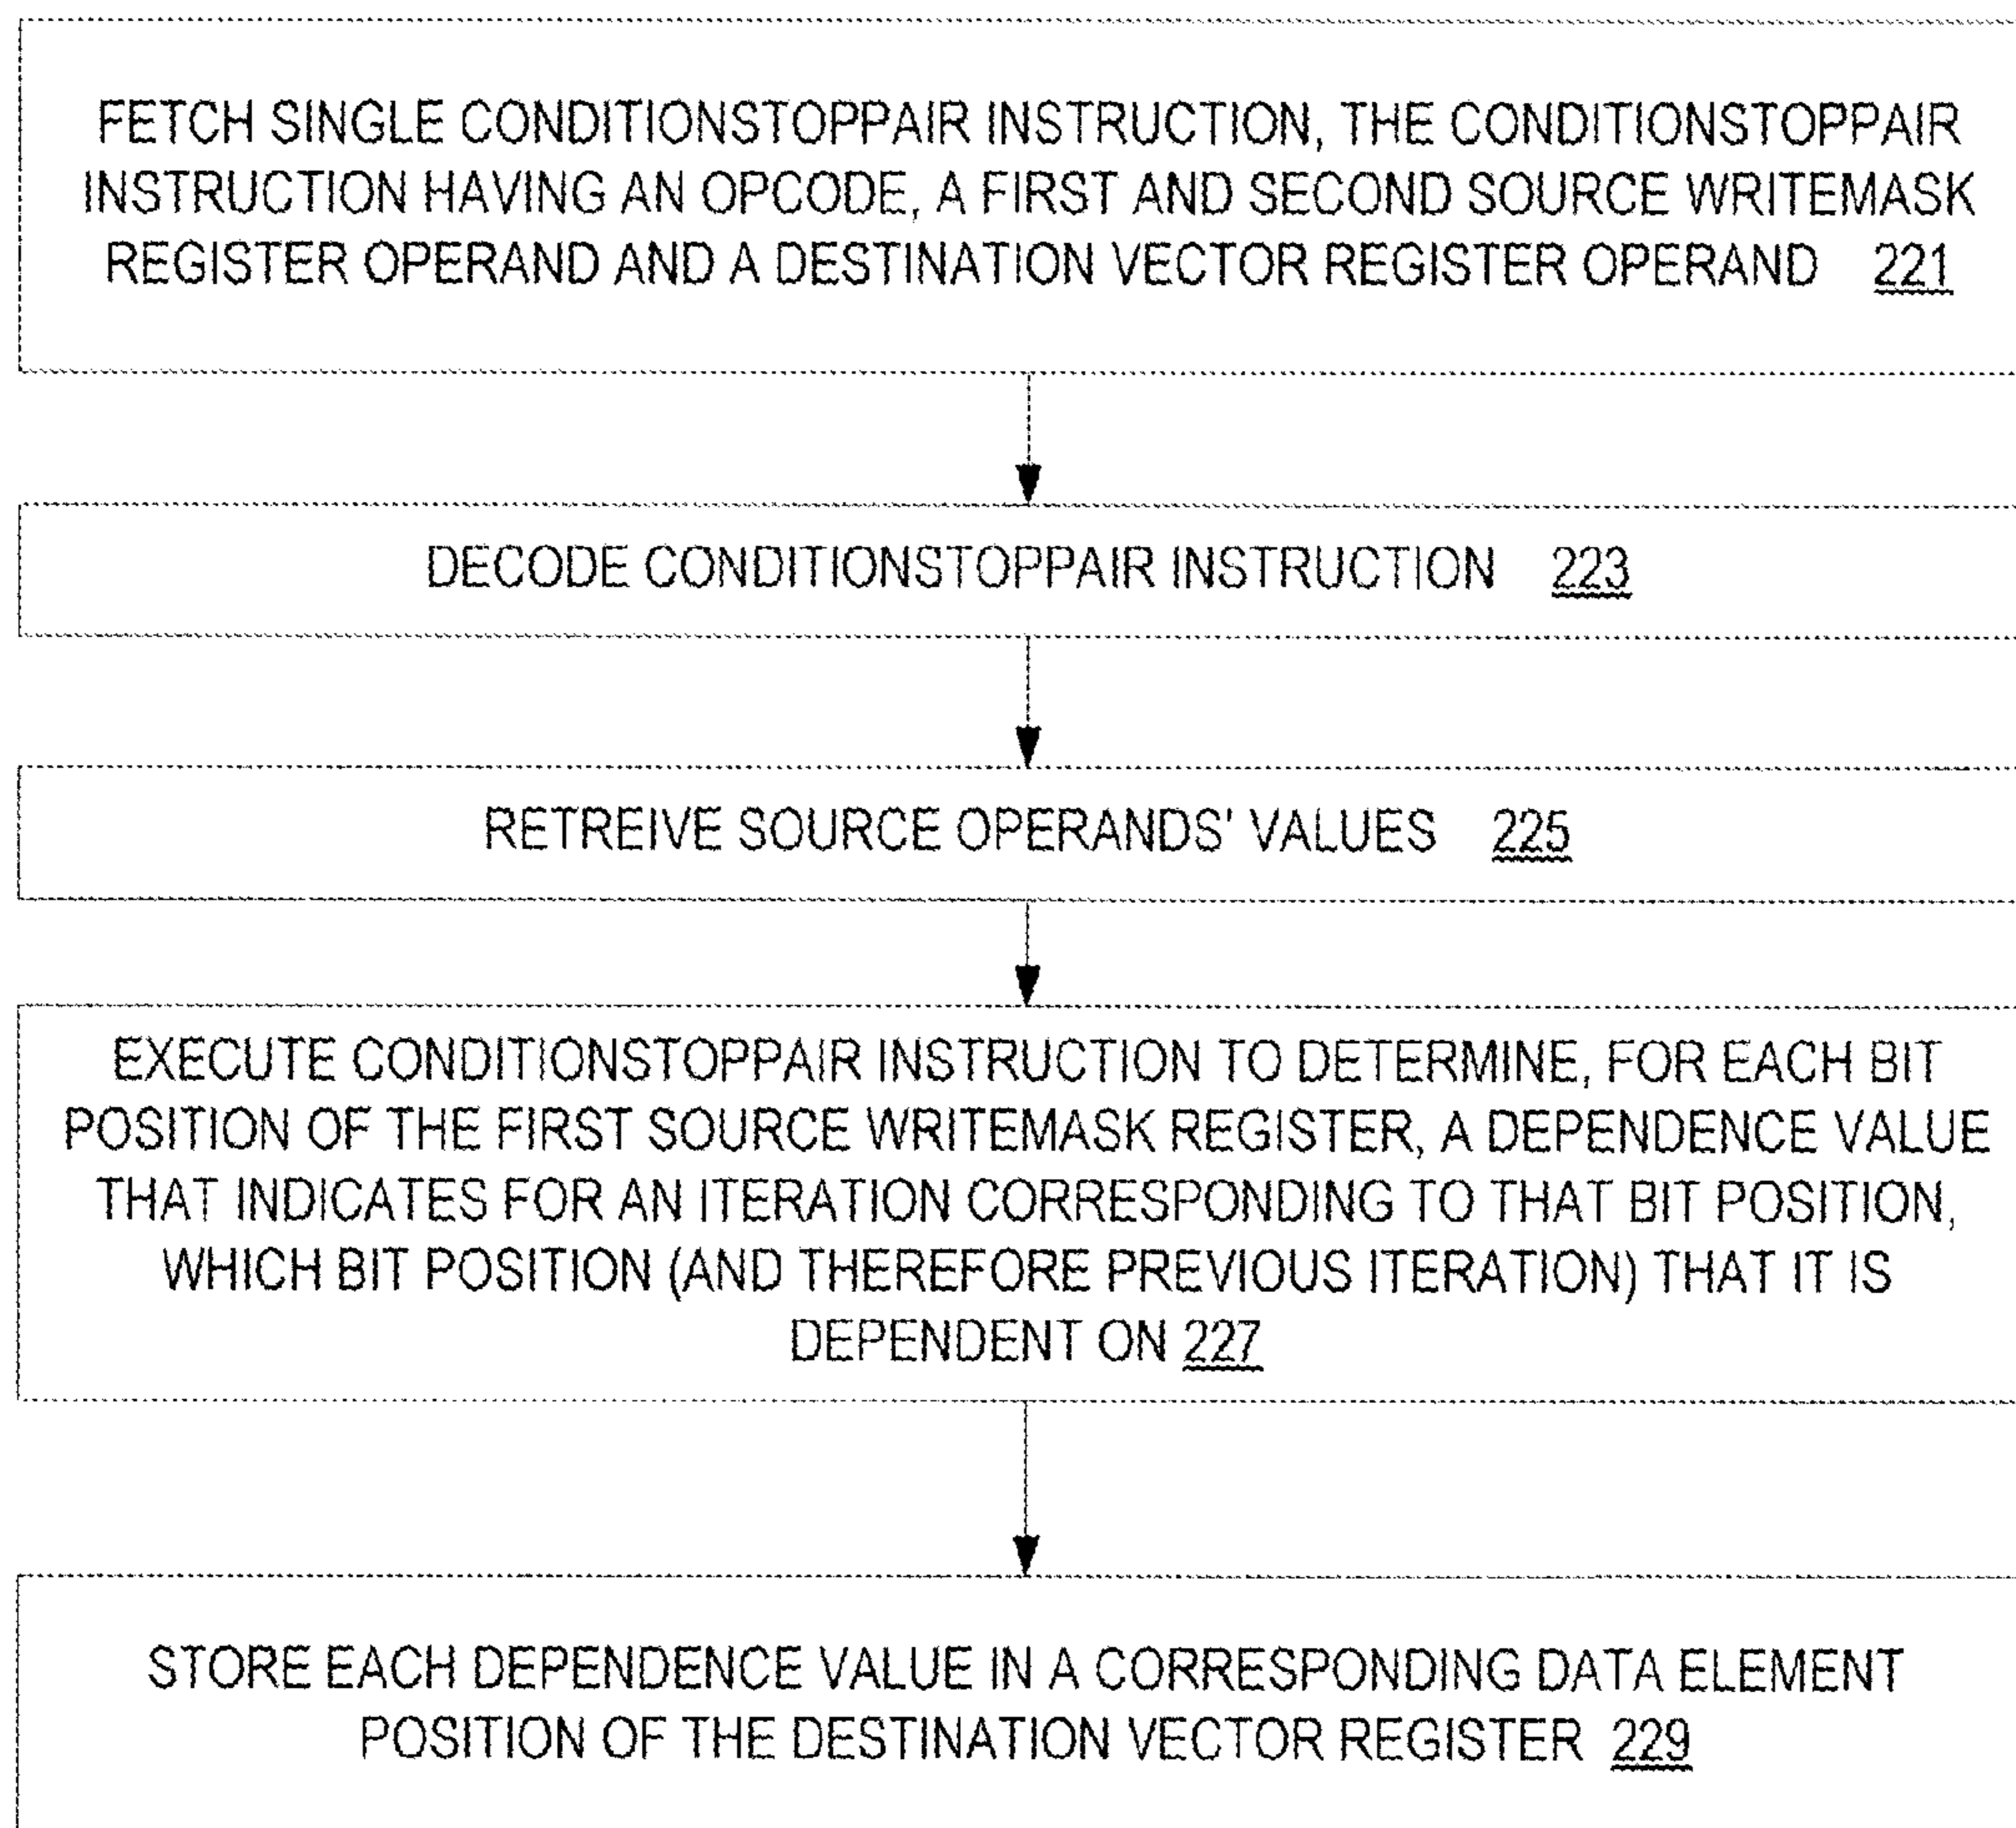 FETCH SINGLE CONDITIONSTOPPAIR INSTRUCTION, THE CONDITIONSTOPPAIR
INSTRUCTION HAVING AN OPCODE, A FIRST AND SECOND SOURCE WRITEMASK
REGISTER OPERAND AND A DESTINATION VECTOR REGISTER OPERAND 221
DECODE CONDITIONSTOPPAIR INSTRUCTION 223
RETREIVE SOURCE OPERANDS' VALUES 225
EXECUTE CONDITIONSTOPPAIR INSTRUCTION TO DETERMINE, FOR EACH BIT
POSITION OF THE FIRST SOURCE WRITEMASK REGISTER, A DEPENDENCE VALUE
THAT INDICATES FOR AN ITERATION CORRESPONDING TO THAT BIT POSITION,
WHICH BIT POSITION (AND THEREFORE PREVIOUS ITERATION) THAT IT IS
DEPENDENT ON 227
STORE EACH DEPENDENCE VALUE IN A CORRESPONDING DATA ELEMENT
POSITION OF THE DESTINATION VECTOR REGISTER 229